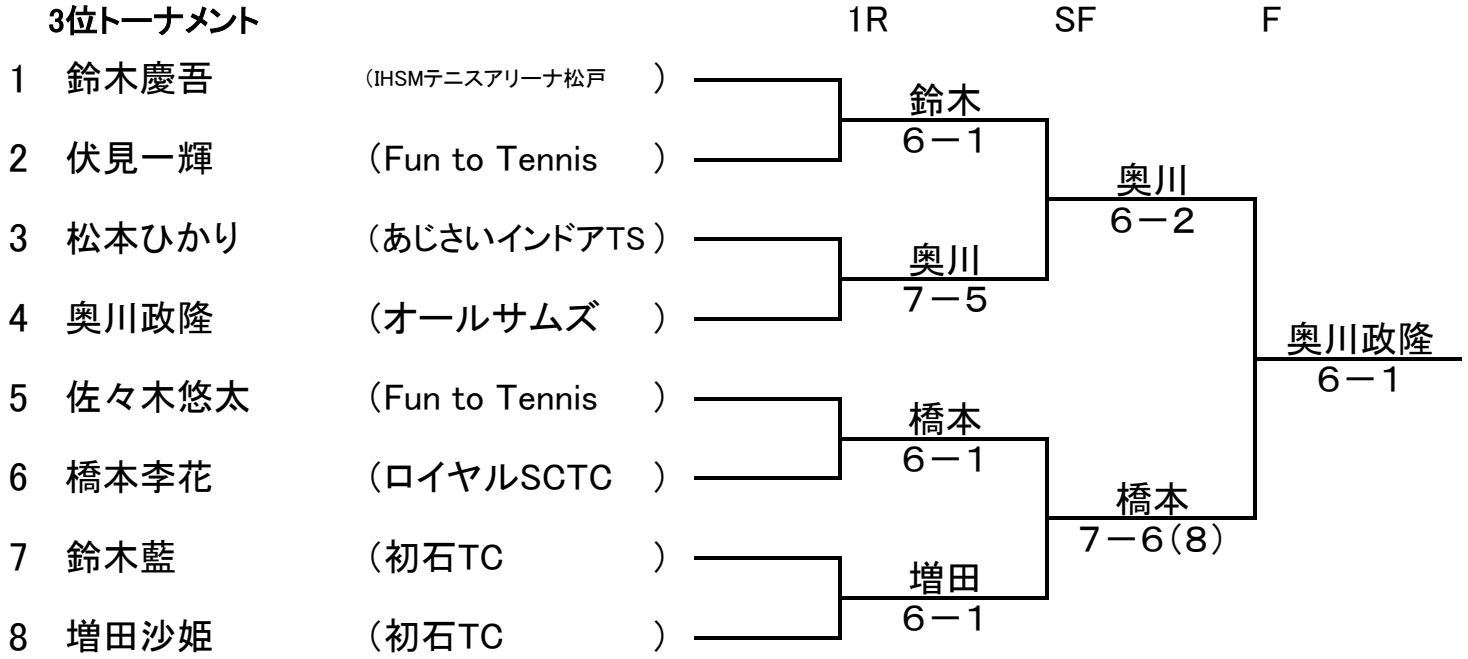 3位トーナメント 1R SF F
1 鈴木慶吾 (IHSMテニスアリーナ松戸 )
鈴木
6-1
2 伏見一輝 (Fun to Tennis )
奥川
6-2
3 松本ひかり (あじさいインドアTS )
奥川
7-5
4 奥川政隆 (オールサムズ )
奥川政隆
6-1
5 佐々木悠太 (Fun to Tennis )
橋本
6-1
6 橋本李花 (ロイヤルSCTC )
橋本
7-6(8)
7 鈴木藍 (初石TC )
増田
6-1
8 増田沙姫 (初石TC )